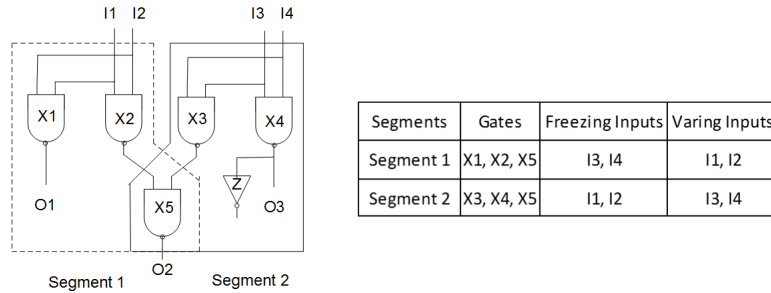 I1 I2 I3 I4
X1 X2 X3 X4
Z
O1 X5 O3
O2
Segment 1 Segment 2
Segments Gates Freezing Inputs Varing Inputs
Segment 1 X1, X2, X5 I3, I4 I1, I2
Segment 2 X3, X4, X5 I1, I2 I3, I4